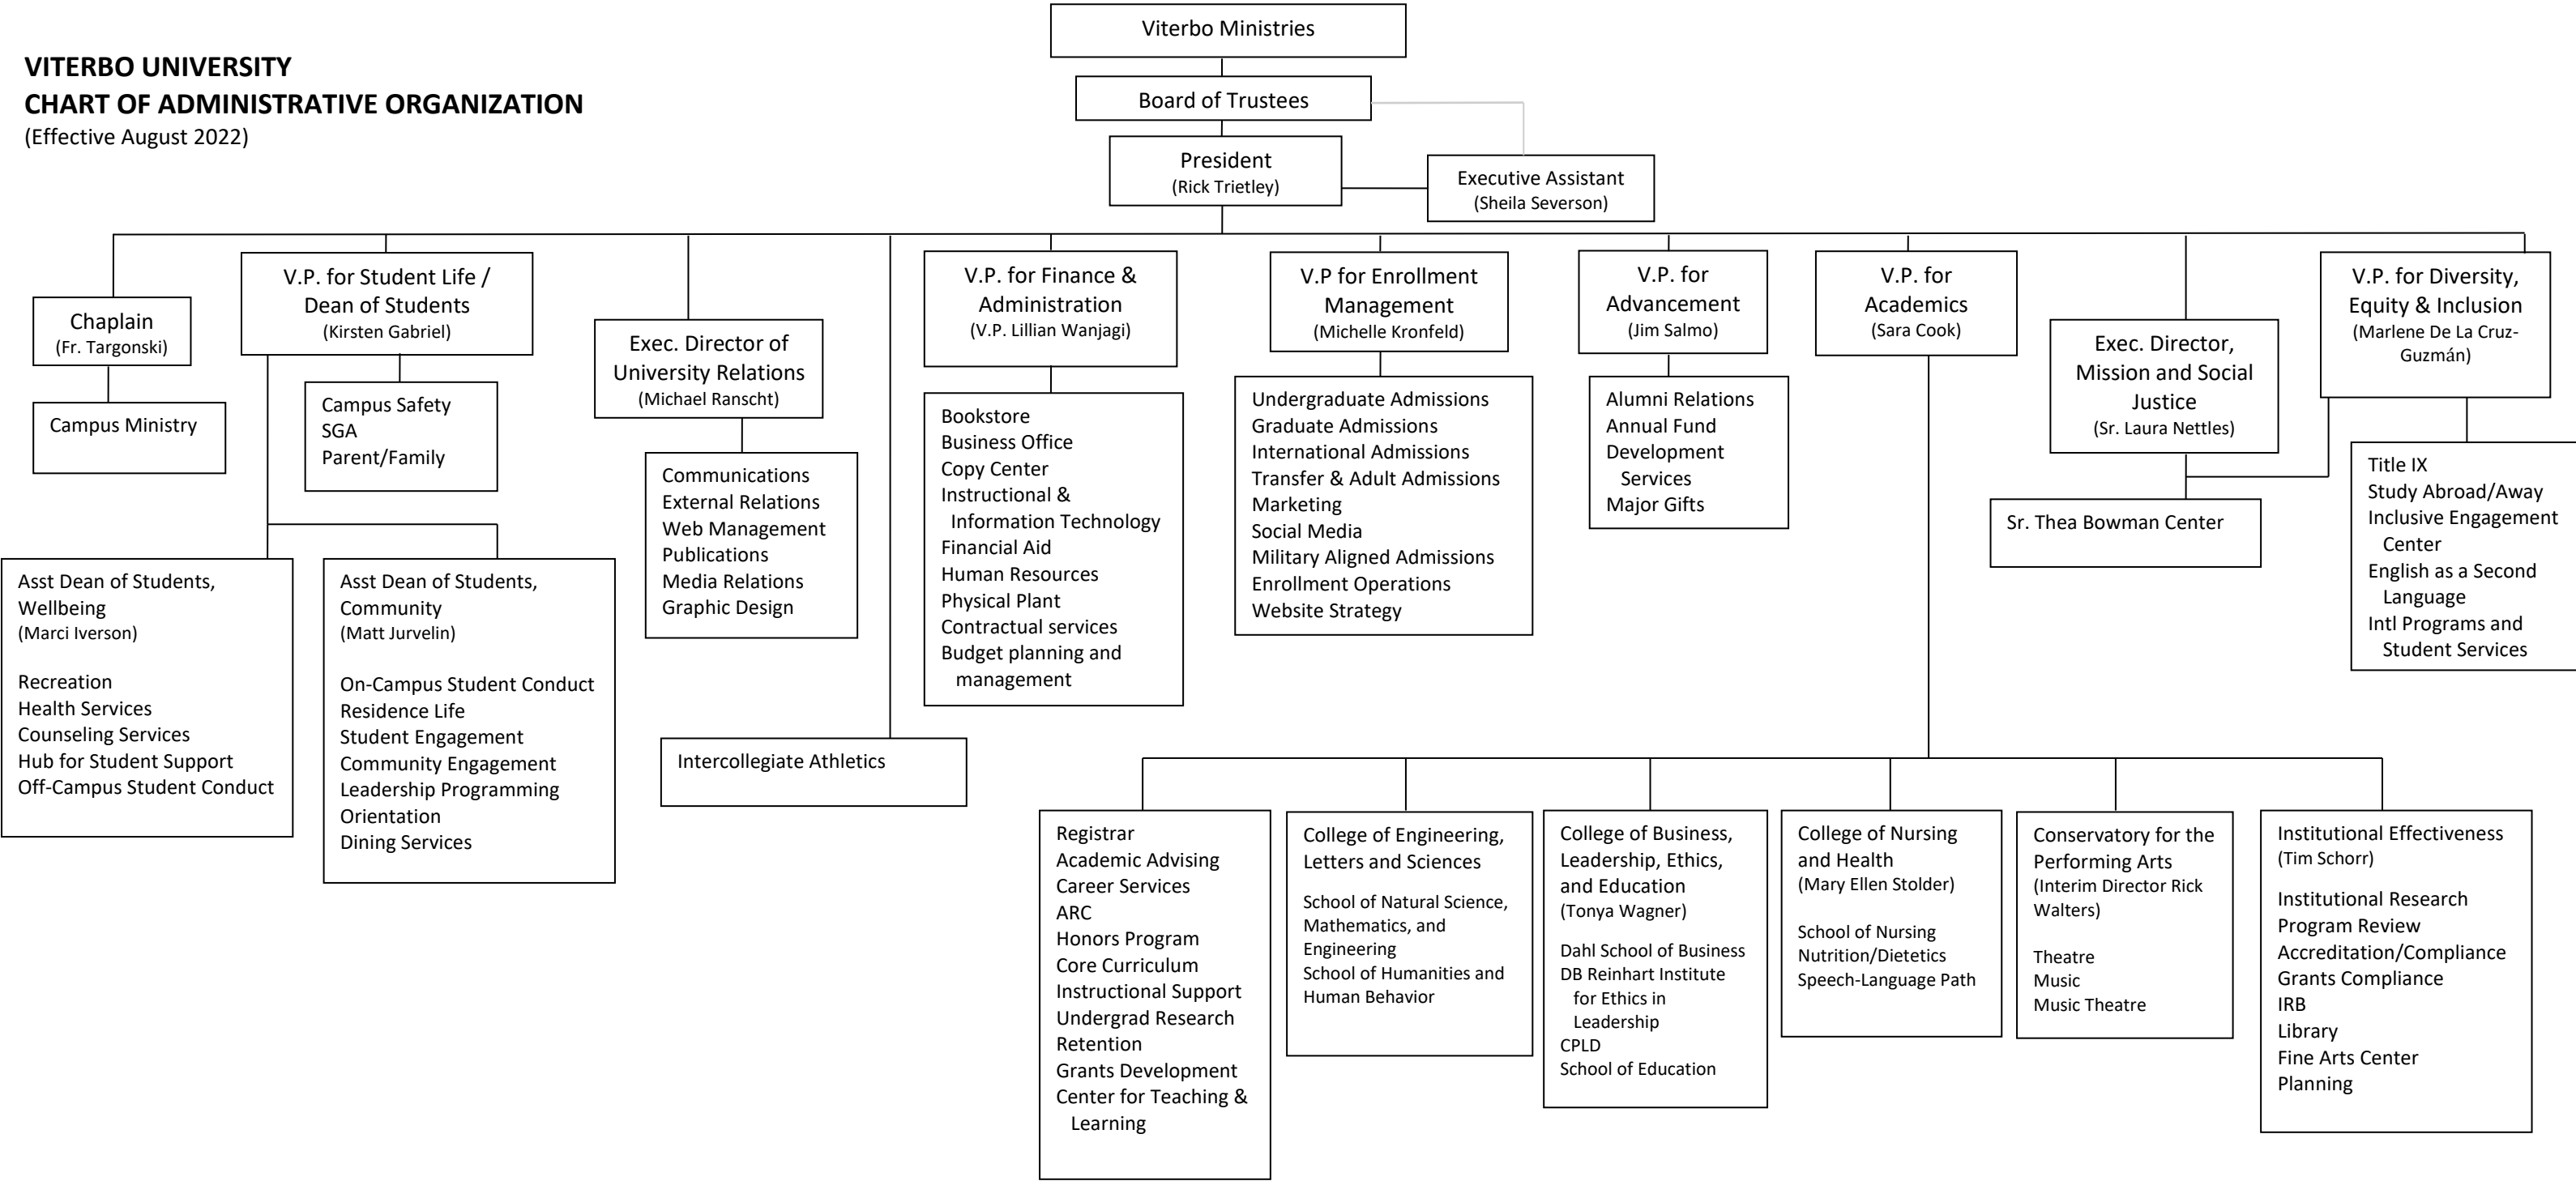 Viterbo Ministries
VITERBO UNIVERSITY
CHART OF ADMINISTRATIVE ORGANIZATION
(Effective August 2022)
Board of Trustees
President
(Rick Trietley)
Executive Assistant
(Sheila Severson)
Chaplain
(Fr. Targonski)
Campus Ministry
V.P. for Student Life /
Dean of Students
(Kirsten Gabriel)
Campus Safety
SGA
Parent/Family
Asst Dean of Students,
Wellbeing
(Marci Iverson)
Recreation
Health Services
Counseling Services
Hub for Student Support
Off-Campus Student Conduct
Asst Dean of Students,
Community
(Matt Jurvelin)
On-Campus Student Conduct
Residence Life
Student Engagement
Community Engagement
Leadership Programming
Orientation
Dining Services
Exec. Director of
University Relations
(Michael Ranscht)
Communications
External Relations
Web Management
Publications
Media Relations
Graphic Design
Intercollegiate Athletics
V.P. for Finance &
Administration
(V.P. Lillian Wanjagi)
Bookstore
Business Office
Copy Center
Instructional &
Information Technology
Financial Aid
Human Resources
Physical Plant
Contractual services
Budget planning and
management
V.P for Enrollment
Management
(Michelle Kronfeld)
Undergraduate Admissions
Graduate Admissions
International Admissions
Transfer & Adult Admissions
Marketing
Social Media
Military Aligned Admissions
Enrollment Operations
Website Strategy
V.P. for
Advancement
(Jim Salmo)
Alumni Relations
Annual Fund
Development
Services
Major Gifts
V.P. for
Academics
(Sara Cook)
Exec. Director,
Mission and Social
Justice
(Sr. Laura Nettles)
Sr. Thea Bowman Center
V.P. for Diversity,
Equity & Inclusion
(Marlene De La Cruz-
Guzmán)
Title IX
Study Abroad/Away
Inclusive Engagement
Center
English as a Second
Language
Intl Programs and
Student Services
Registrar
Academic Advising
Career Services
ARC
Honors Program
Core Curriculum
Instructional Support
Undergrad Research
Retention
Grants Development
Center for Teaching &
Learning
College of Engineering,
Letters and Sciences
School of Natural Science,
Mathematics, and
Engineering
School of Humanities and
Human Behavior
College of Business,
Leadership, Ethics,
and Education
(Tonya Wagner)
Dahl School of Business
DB Reinhart Institute
for Ethics in
Leadership
CPLD
School of Education
College of Nursing
and Health
(Mary Ellen Stolder)
School of Nursing
Nutrition/Dietetics
Speech-Language Path
Conservatory for the
Performing Arts
(Interim Director Rick
Walters)
Theatre
Music
Music Theatre
Institutional Effectiveness
(Tim Schorr)
Institutional Research
Program Review
Accreditation/Compliance
Grants Compliance
IRB
Library
Fine Arts Center
Planning